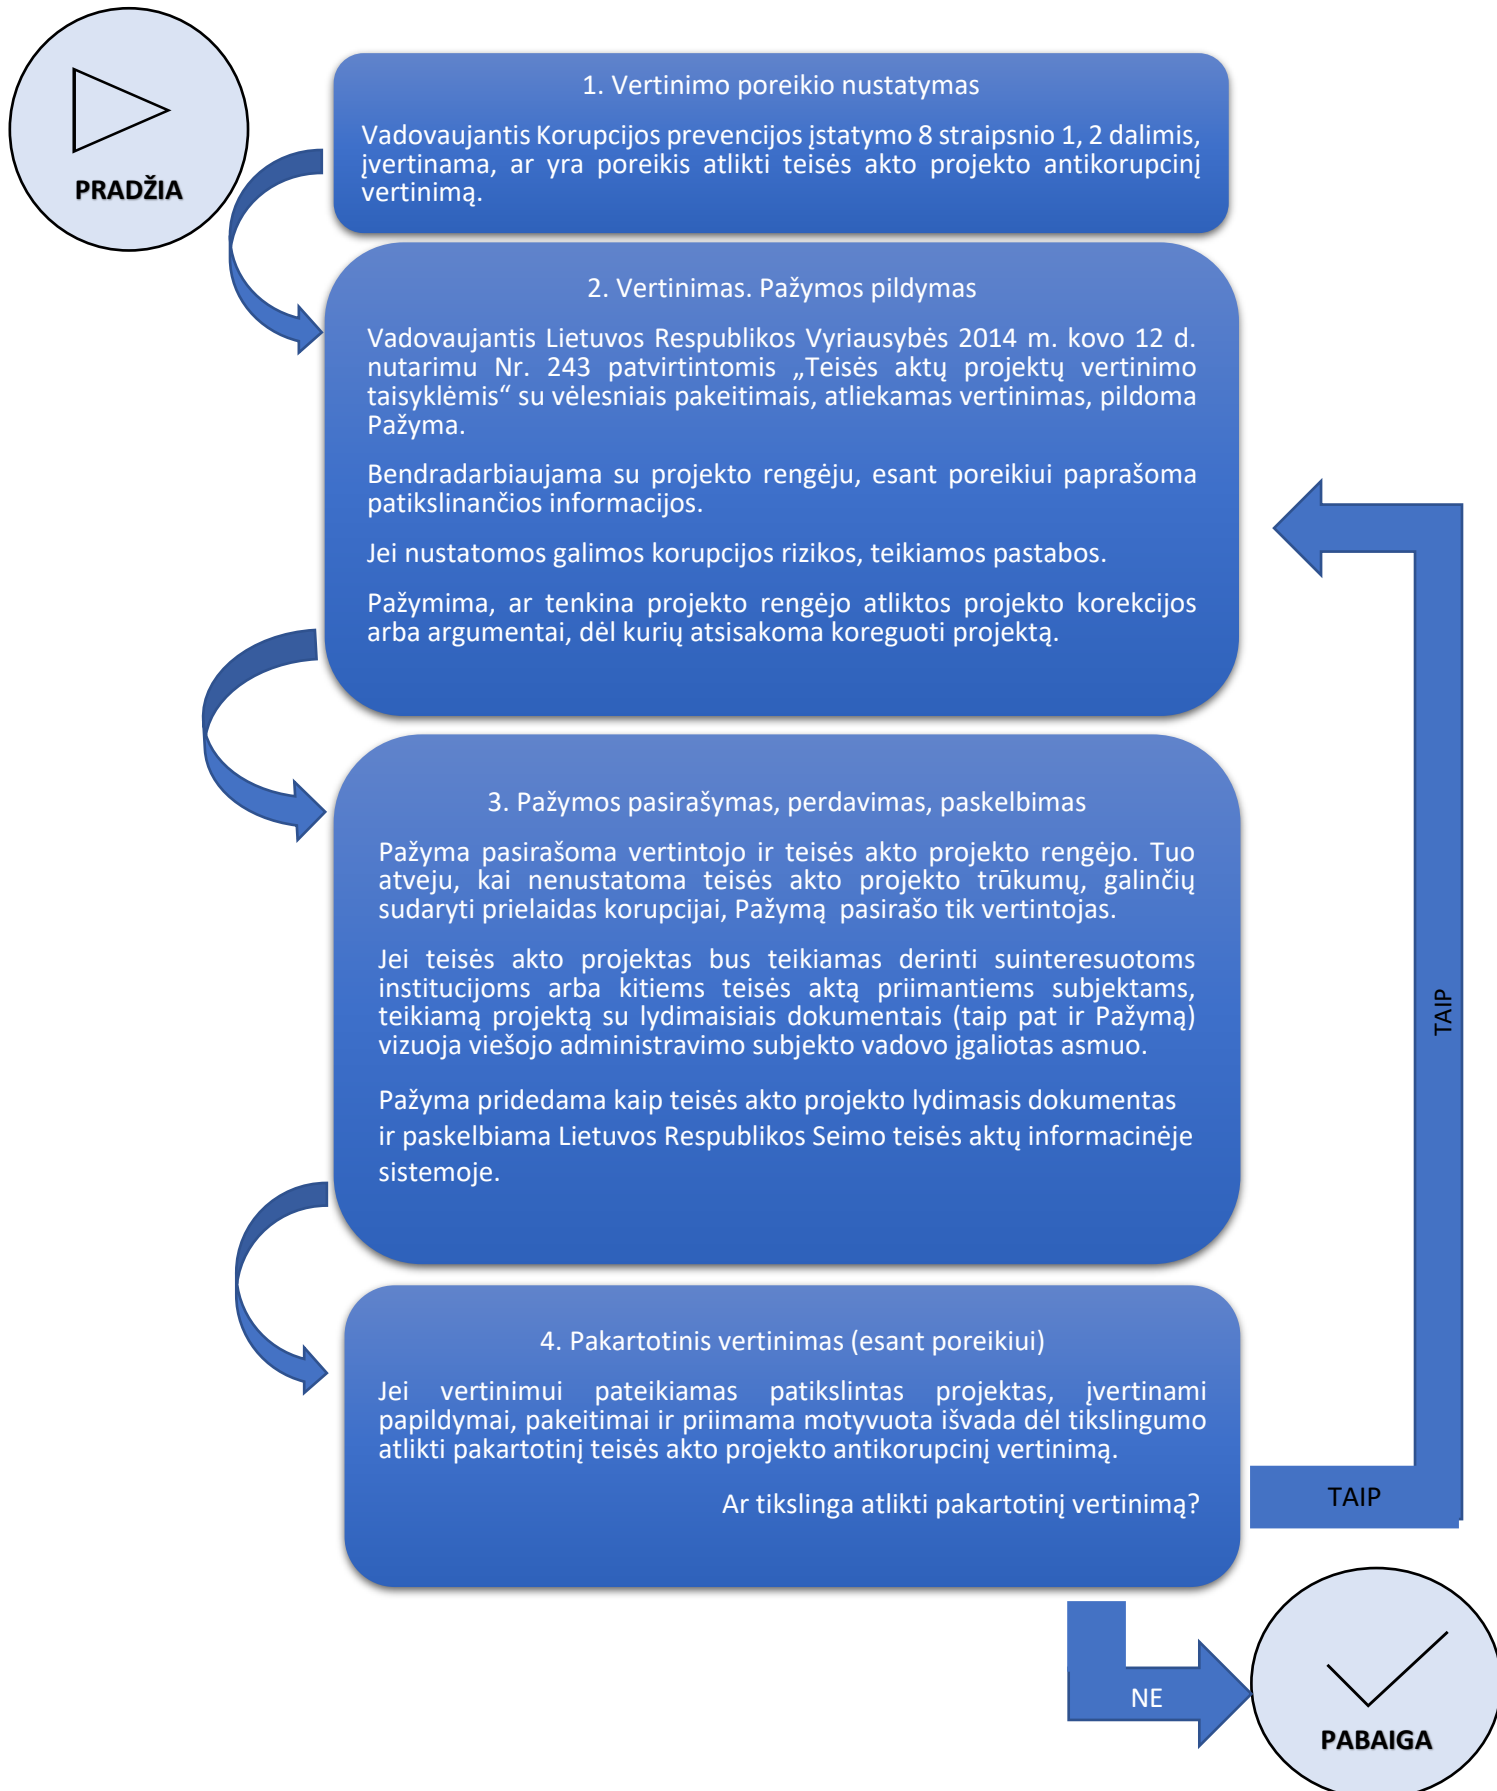 PRADŽIA
1. Vertinimo poreikio nustatymas
Vadovaujantis Korupcijos prevencijos įstatymo 8 straipsnio 1, 2 dalimis,
įvertinama, ar yra poreikis atlikti teisės akto projekto antikorupcinį
vertinimą.
2. Vertinimas. Pažymos pildymas
Vadovaujantis Lietuvos Respublikos Vyriausybės 2014 m. kovo 12 d.
nutarimu Nr. 243 patvirtintomis „Teisės aktų projektų vertinimo
taisyklėmis“ su vėlesniais pakeitimais, atliekamas vertinimas, pildoma
Pažyma.
Bendradarbiaujama su projekto rengėju, esant poreikiui paprašoma
patikslinančios informacijos.
Jei nustatomos galimos korupcijos rizikos, teikiamos pastabos.
Pažymima, ar tenkina projekto rengėjo atliktos projekto korekcijos
arba argumentai, dėl kurių atsisakoma koreguoti projektą.
3. Pažymos pasirašymas, perdavimas, paskelbimas
Pažyma pasirašoma vertintojo ir teisės akto projekto rengėjo. Tuo
atveju, kai nenustatoma teisės akto projekto trūkumų, galinčių
sudaryti prielaidas korupcijai, Pažymą pasirašo tik vertintojas.
Jei teisės akto projektas bus teikiamas derinti suinteresuotoms
institucijoms arba kitiems teisės aktą priimantiems subjektams,
teikiamą projektą su lydimaisiais dokumentais (taip pat ir Pažymą)
vizuoja viešojo administravimo subjekto vadovo įgaliotas asmuo.
Pažyma pridedama kaip teisės akto projekto lydimasis dokumentas
ir paskelbiama Lietuvos Respublikos Seimo teisės aktų informacinėje
sistemoje.
TAIP
4. Pakartotinis vertinimas (esant poreikiui)
Jei vertinimui pateikiamas patikslintas projektas, įvertinami
papildymai, pakeitimai ir priimama motyvuota išvada dėl tikslingumo
atlikti pakartotinį teisės akto projekto antikorupcinį vertinimą.
Ar tikslinga atlikti pakartotinį vertinimą?
TAIP
NE
PABAIGA